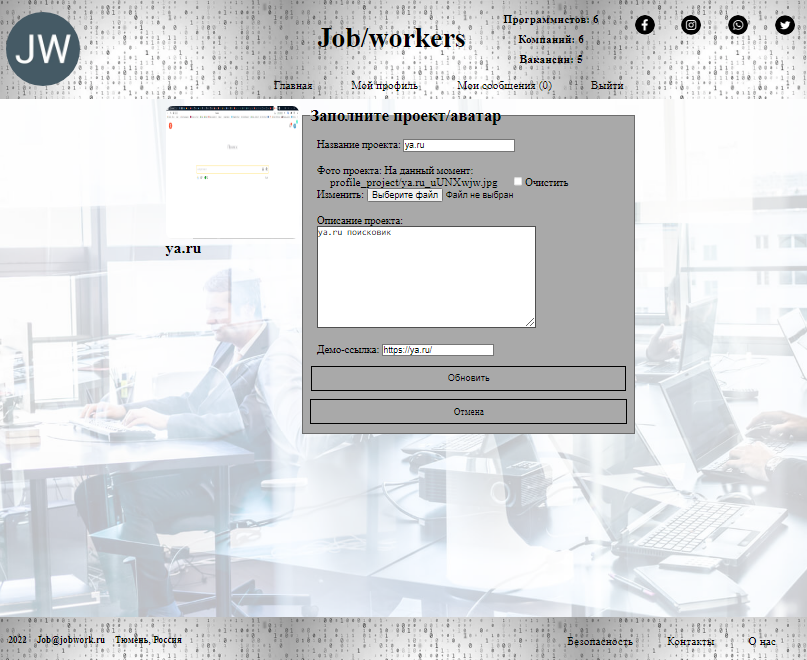 JW
Job/workers
Программистов: 6
Компаний: 6
Вакансии: 5
Главная Мой профиль Мои сообщения (0) Выйти
ya.ru
Заполните проект/аватар
Название проекта: ya.ru
Фото проекта: На данный момент:
profile_project/ya.ru_uUNXwjw.jpg Очистить
Изменить: Выберите файл Файл не выбран
Описание проекта:
ya.ru поисковик
Демо-ссылка: https://ya.ru/
Обновить
Отмена
2022 Job@jobwork.ru Тюмень, Россия
Безопасность Контакты О нас